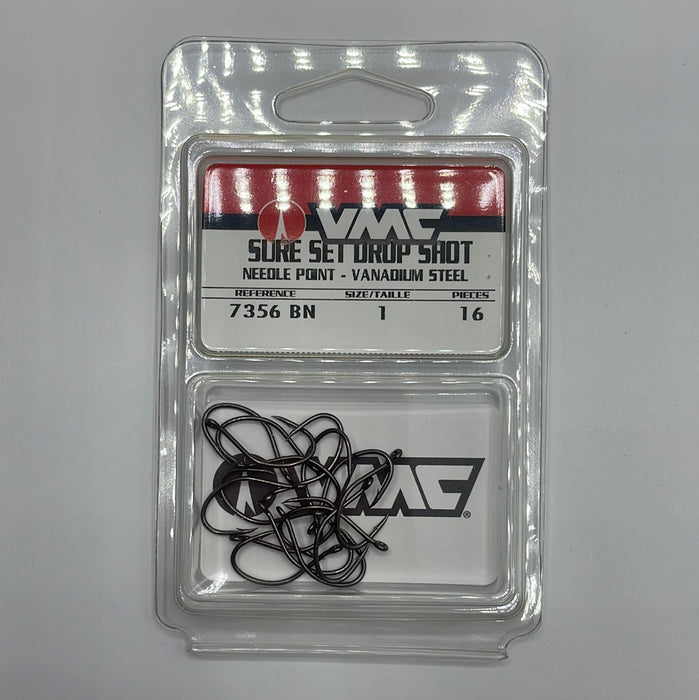 VMC
SURE SET DROP SHOT
NEEDLE POINT - VANADIUM STEEL
REFERENCE SIZE/TAILLE PIECES
7356 BN 1 16
VMC®